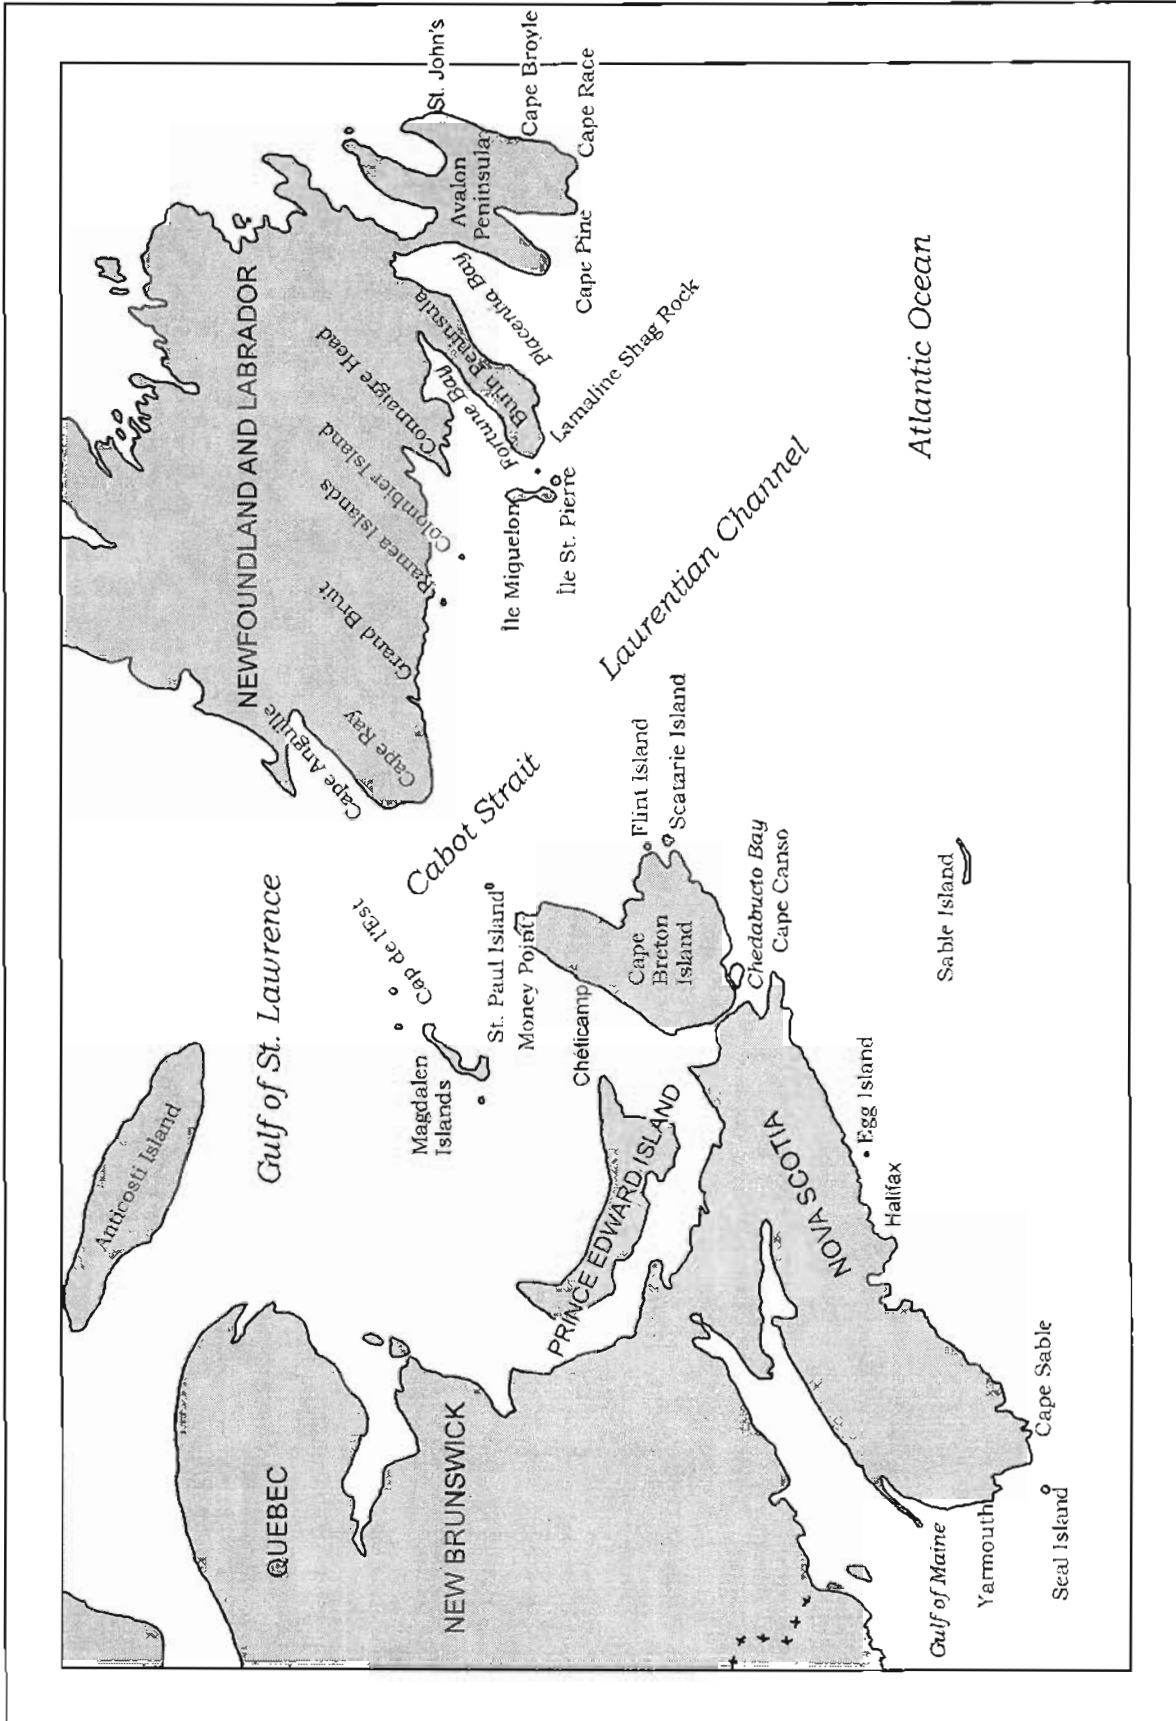 NEWFOUNDLAND AND LABRADOR
St. John's
Cape Broyle
Cape Race
Avalon
Peninsula
Cape Pine
Placentia Bay
Burin Peninsula
Fortune Bay
Connaigre Head
Lamaline Shag Rock
Colombier Island
Ramea Islands
Grand Bruit
Île Miquelon
Île St. Pierre
Cape Ray
Cape Anguille
Atlantic Ocean
Laurentian Channel
Cabot Strait
Gulf of St. Lawrence
Anticosti Island
Cap de l'Est
Magdalen
Islands
St. Paul Island
Money Point
Chéticamp
Cape
Breton
Island
Flint Island
Scatarie Island
Chedabucto Bay
Cape Canso
Sable Island
Egg Island
Halifax
NOVA SCOTIA
PRINCE EDWARD ISLAND
QUEBEC
NEW BRUNSWICK
Gulf of Maine
Yarmouth
Seal Island
Cape Sable